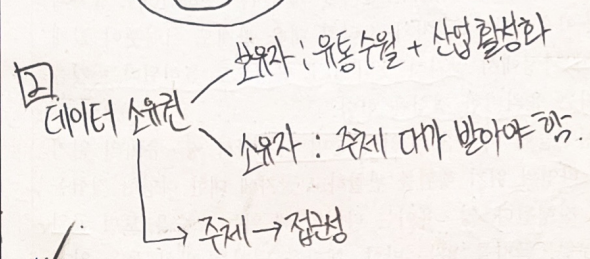 보유자 : 유통 수월 + 산업 활성화
[2]
데이터 소유권
소유자 : 주체 대가 받아야 함.
→ 주체 → 접근성